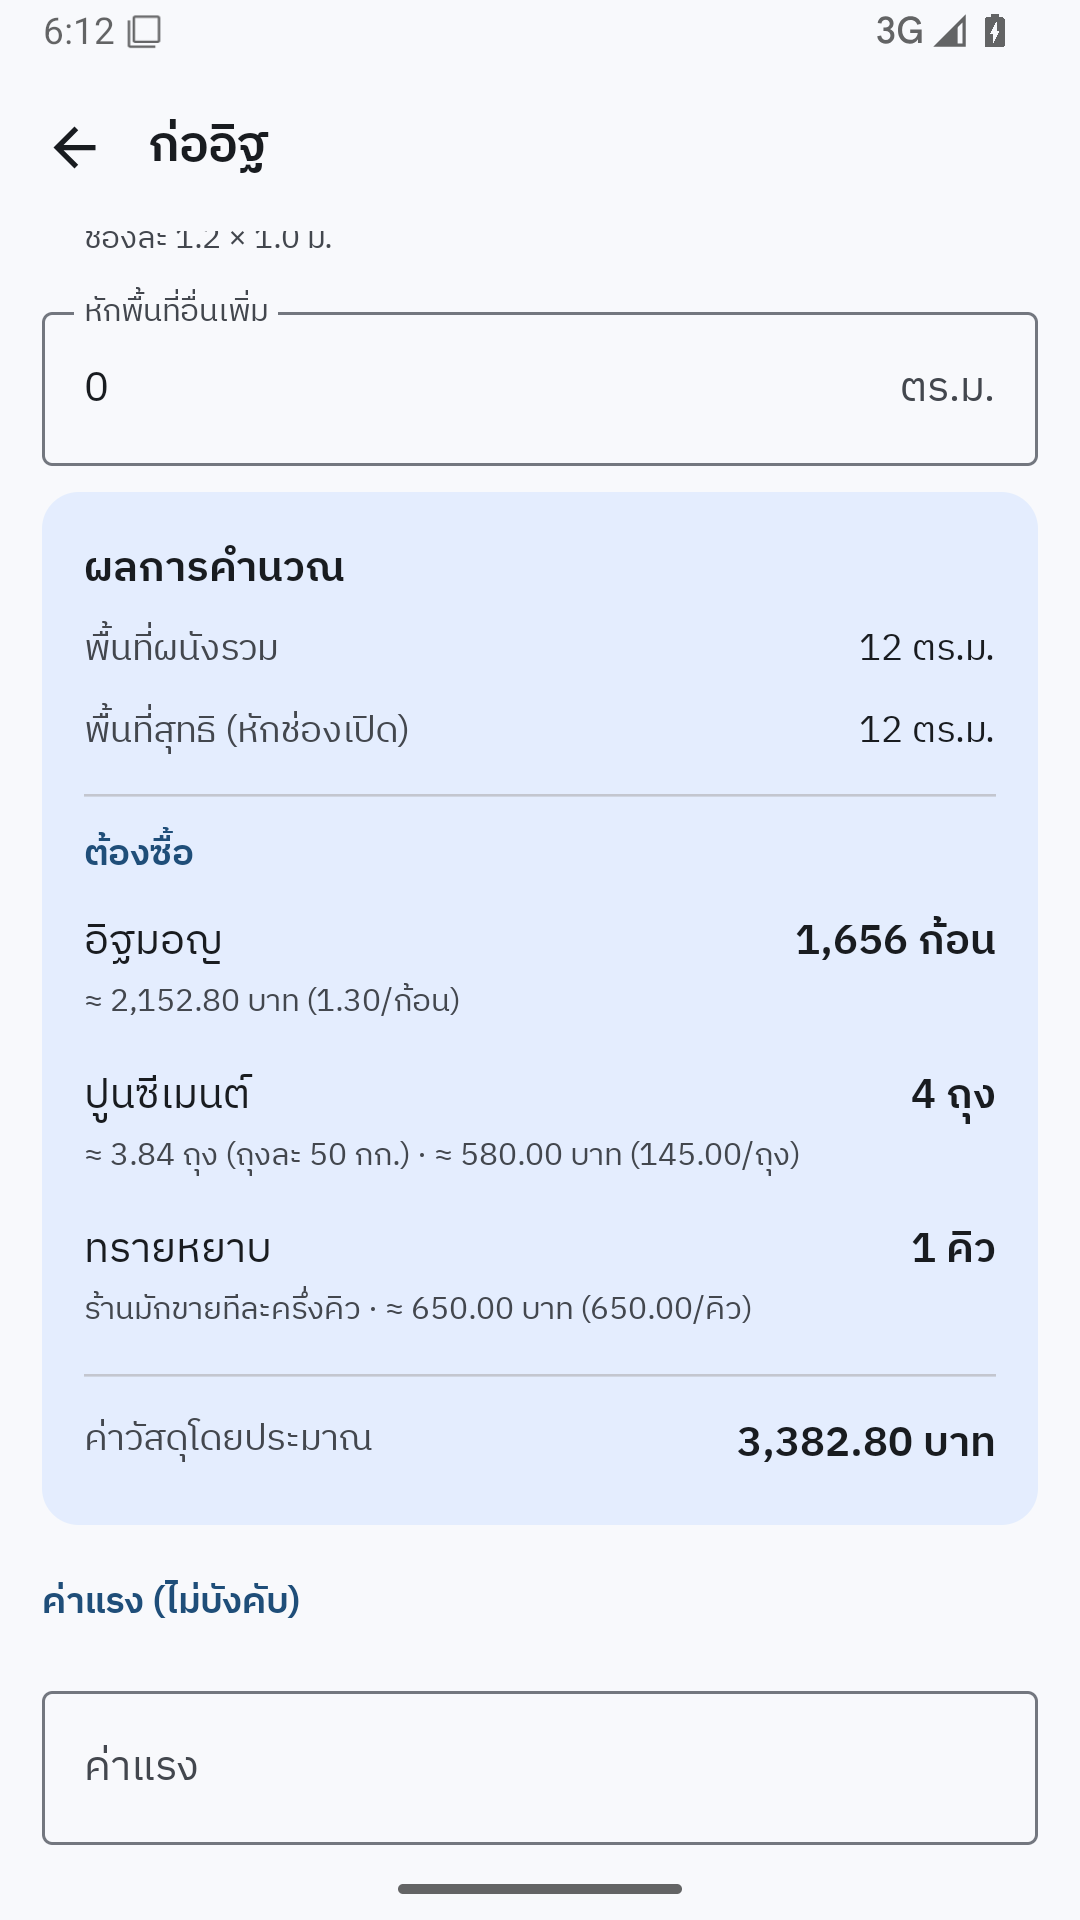 6:12
3G
ก่ออิฐ
ช่องละ 1.2 × 1.0 ม.
หักพื้นที่อื่นเพิ่ม
0 ตร.ม.
ผลการคำนวณ
พื้นที่ผนังรวม 12 ตร.ม.
พื้นที่สุทธิ (หักช่องเปิด) 12 ตร.ม.
ต้องซื้อ
อิฐมอญ 1,656 ก้อน
≈ 2,152.80 บาท (1.30/ก้อน)
ปูนซีเมนต์ 4 ถุง
≈ 3.84 ถุง (ถุงละ 50 กก.) · ≈ 580.00 บาท (145.00/ถุง)
ทรายหยาบ 1 คิว
ร้านมักขายทีละครึ่งคิว · ≈ 650.00 บาท (650.00/คิว)
ค่าวัสดุโดยประมาณ 3,382.80 บาท
ค่าแรง (ไม่บังคับ)
ค่าแรง